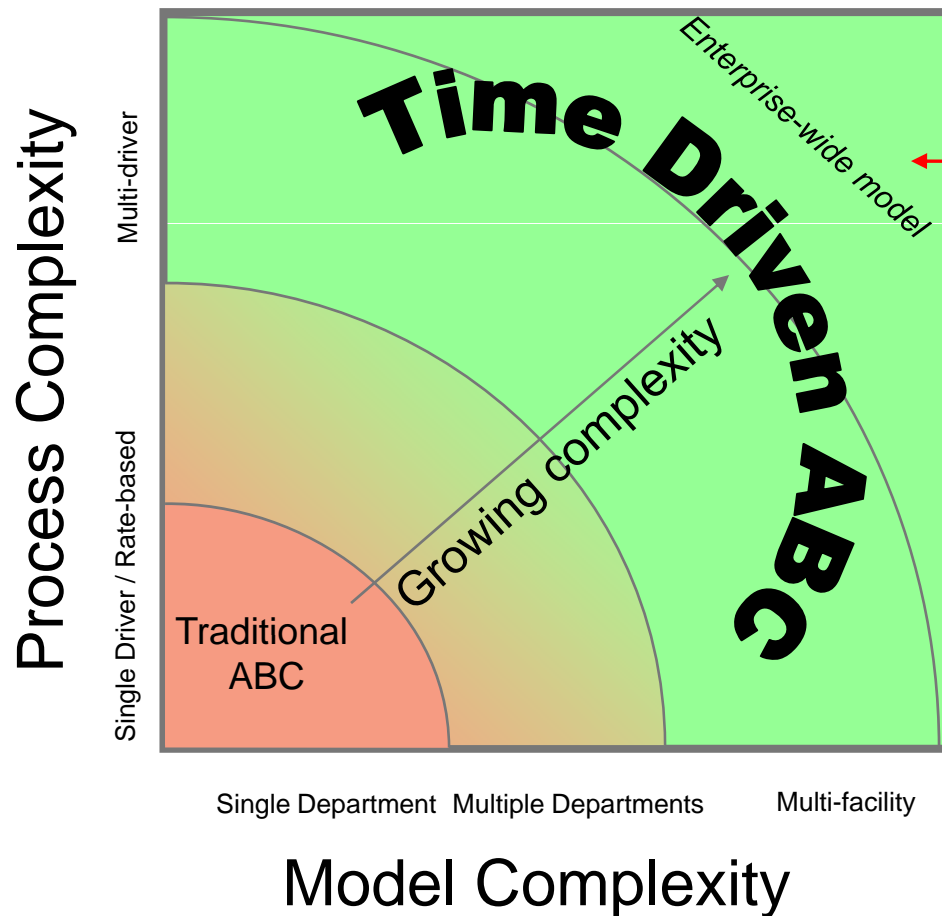 Enterprise-wide model
Time Driven ABC
Process Complexity
Multi-driver
Single Driver / Rate-based
Growing complexity
Traditional
ABC
Single Department
Multiple Departments
Multi-facility
Model Complexity